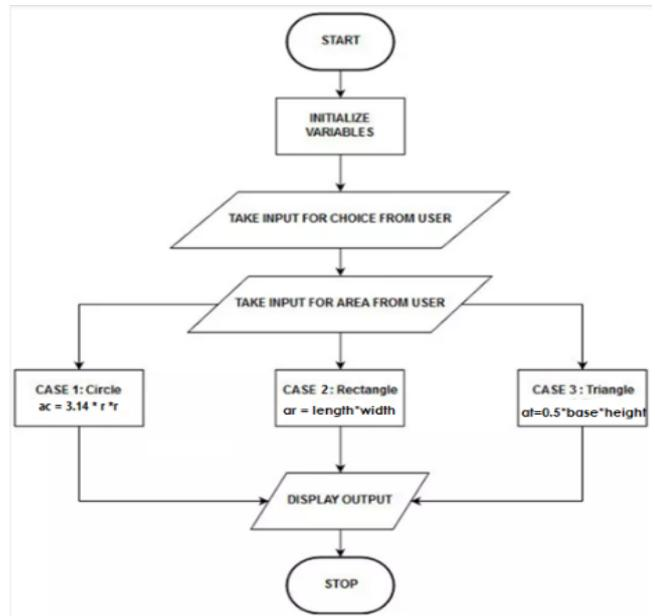 START
INITIALIZE
VARIABLES
TAKE INPUT FOR CHOICE FROM USER
TAKE INPUT FOR AREA FROM USER
CASE 1: Circle
ac = 3.14 * r *r
CASE 2: Rectangle
ar = length*width
CASE 3 : Triangle
at=0.5*base*height
DISPLAY OUTPUT
STOP